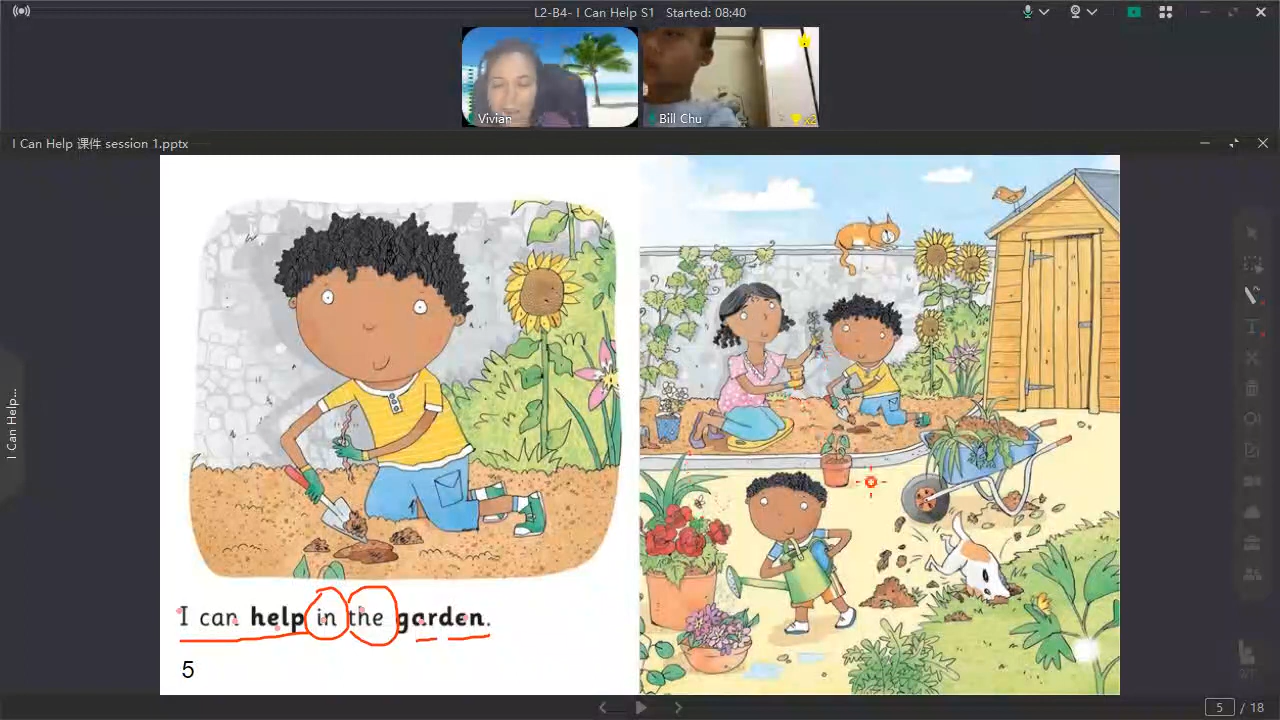 L2-B4- I Can Help S1 Started: 08:40
Vivian
Bill Chu
x2
I Can Help 课件 session 1.pptx
I Can Help...
I can help in the garden.
5
5 / 18